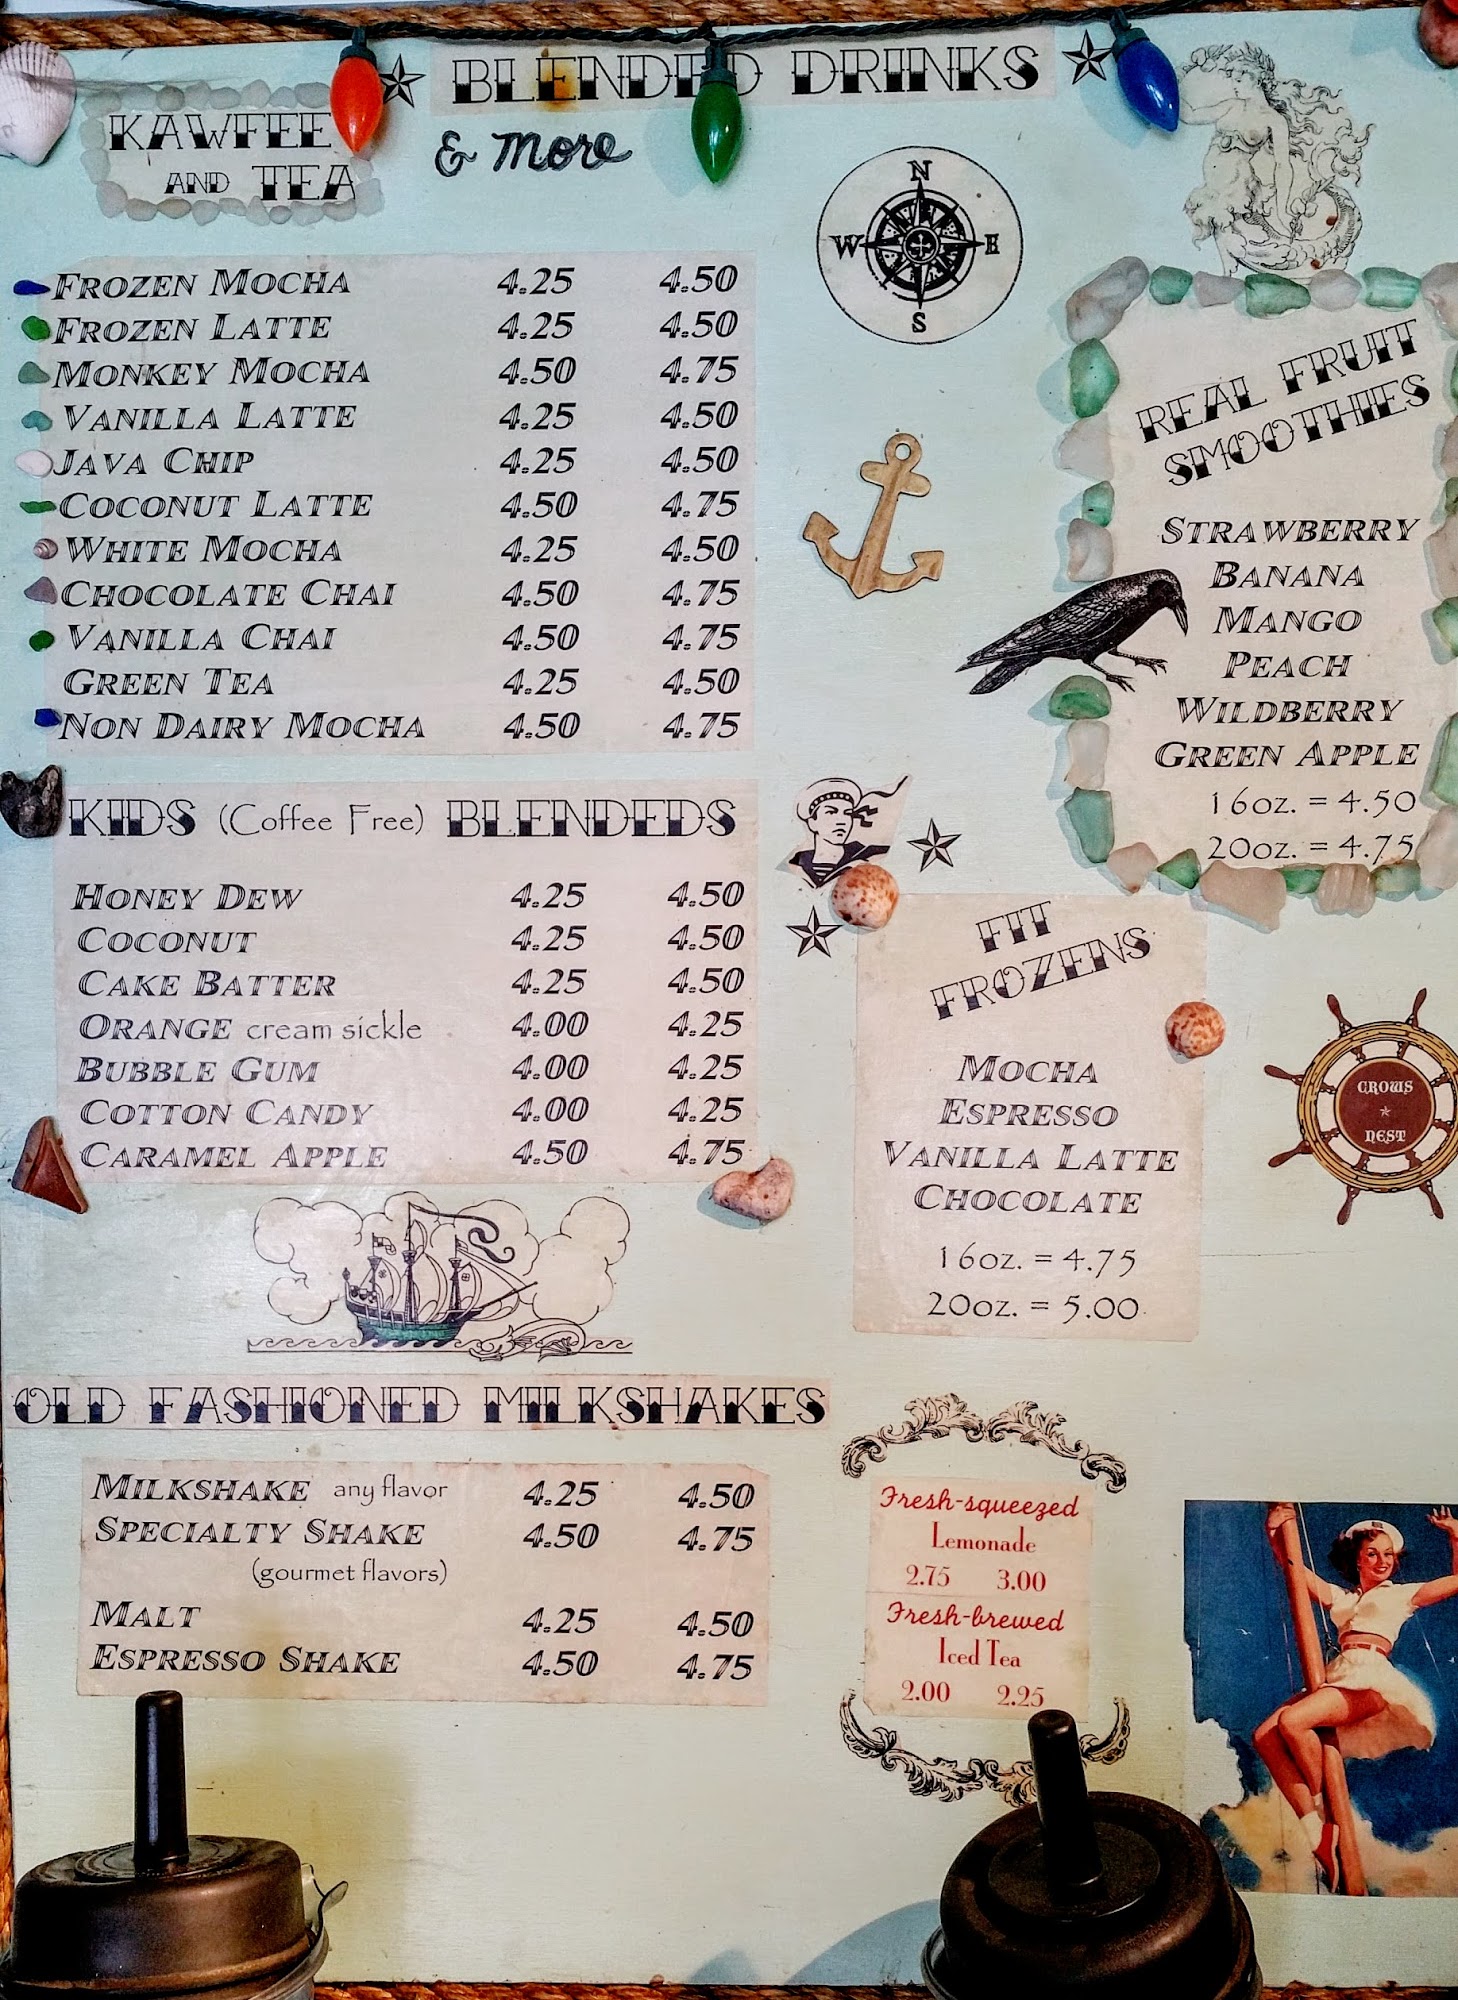 BLENDED DRINKS
& more
KAWFEE
AND TEA
FROZEN MOCHA 4.25 4.50
FROZEN LATTE 4.25 4.50
MONKEY MOCHA 4.50 4.75
VANILLA LATTE 4.25 4.50
JAVA CHIP 4.25 4.50
COCONUT LATTE 4.50 4.75
WHITE MOCHA 4.25 4.50
CHOCOLATE CHAI 4.50 4.75
VANILLA CHAI 4.50 4.75
GREEN TEA 4.25 4.50
NON DAIRY MOCHA 4.50 4.75
KIDS (Coffee Free) BLENDEDS
HONEY DEW 4.25 4.50
COCONUT 4.25 4.50
CAKE BATTER 4.25 4.50
ORANGE cream sickle 4.00 4.25
BUBBLE GUM 4.00 4.25
COTTON CANDY 4.00 4.25
CARAMEL APPLE 4.50 4.75
OLD FASHIONED MILKSHAKES
MILKSHAKE any flavor 4.25 4.50
SPECIALTY SHAKE 4.50 4.75
(gourmet flavors)
MALT 4.25 4.50
ESPRESSO SHAKE 4.50 4.75
N
W E
S
REAL FRUIT
SMOOTHIES
STRAWBERRY
BANANA
MANGO
PEACH
WILDBERRY
GREEN APPLE
16oz. = 4.50
20oz. = 4.75
FIT
FROZENS
MOCHA
ESPRESSO
VANILLA LATTE
CHOCOLATE
16oz. = 4.75
20oz. = 5.00
CROWS
NEST
Fresh-squeezed
Lemonade
2.75 3.00
Fresh-brewed
Iced Tea
2.00 2.25